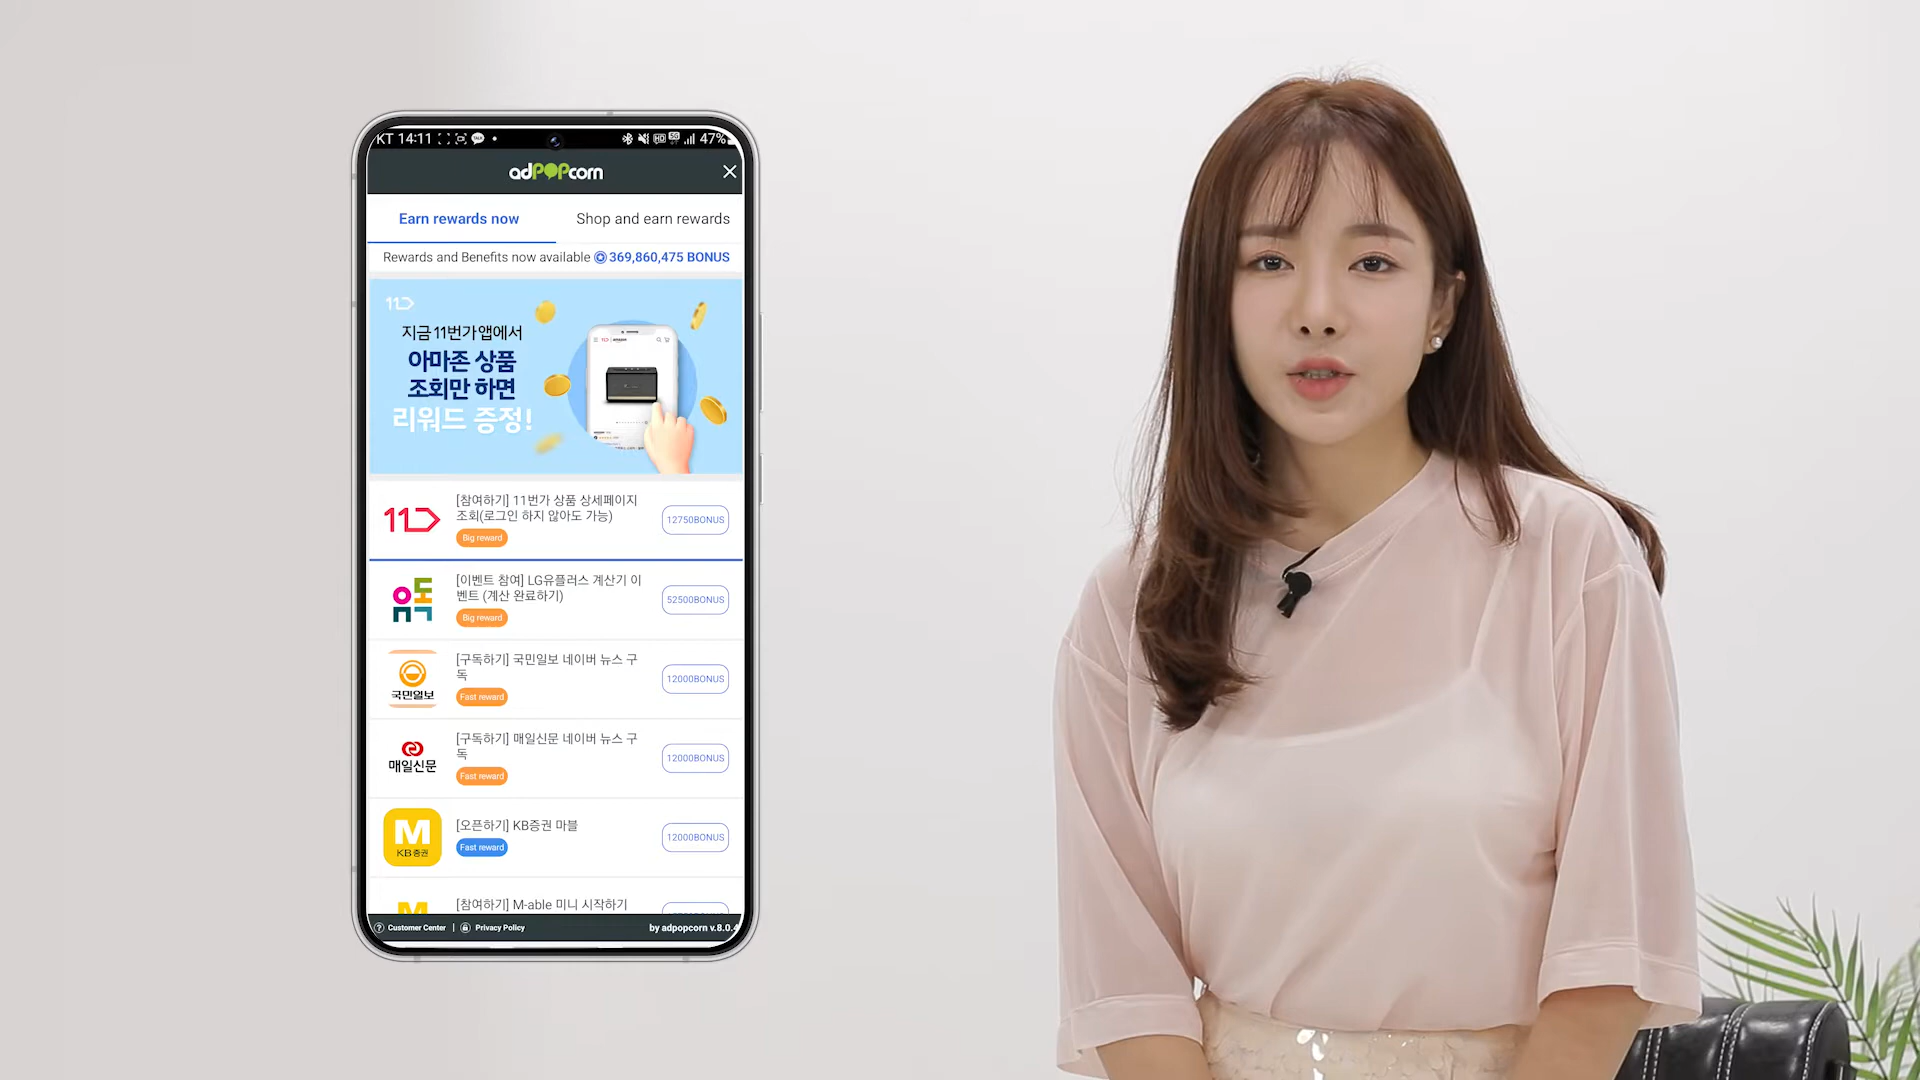 KT 14:11
47%
adPOPcorn
Earn rewards now
Shop and earn rewards
Rewards and Benefits now available 369,860,475 BONUS
11
지금 11번가 앱에서
아마존 상품
조회만 하면
리워드 증정!
11
[참여하기] 11번가 상품 상세페이지
조회(로그인 하지 않아도 가능)
Big reward
12750BONUS
유독
[이벤트 참여] LG유플러스 계산기 이
벤트 (계산 완료하기)
Big reward
52500BONUS
국민일보
[구독하기] 국민일보 네이버 뉴스 구
독
Fast reward
12000BONUS
매일신문
[구독하기] 매일신문 네이버 뉴스 구
독
Fast reward
12000BONUS
M
KB증권
[오픈하기] KB증권 마블
Fast reward
12000BONUS
[참여하기] M-able 미니 시작하기
Customer Center | Privacy Policy
by adpopcorn v.8.0.4